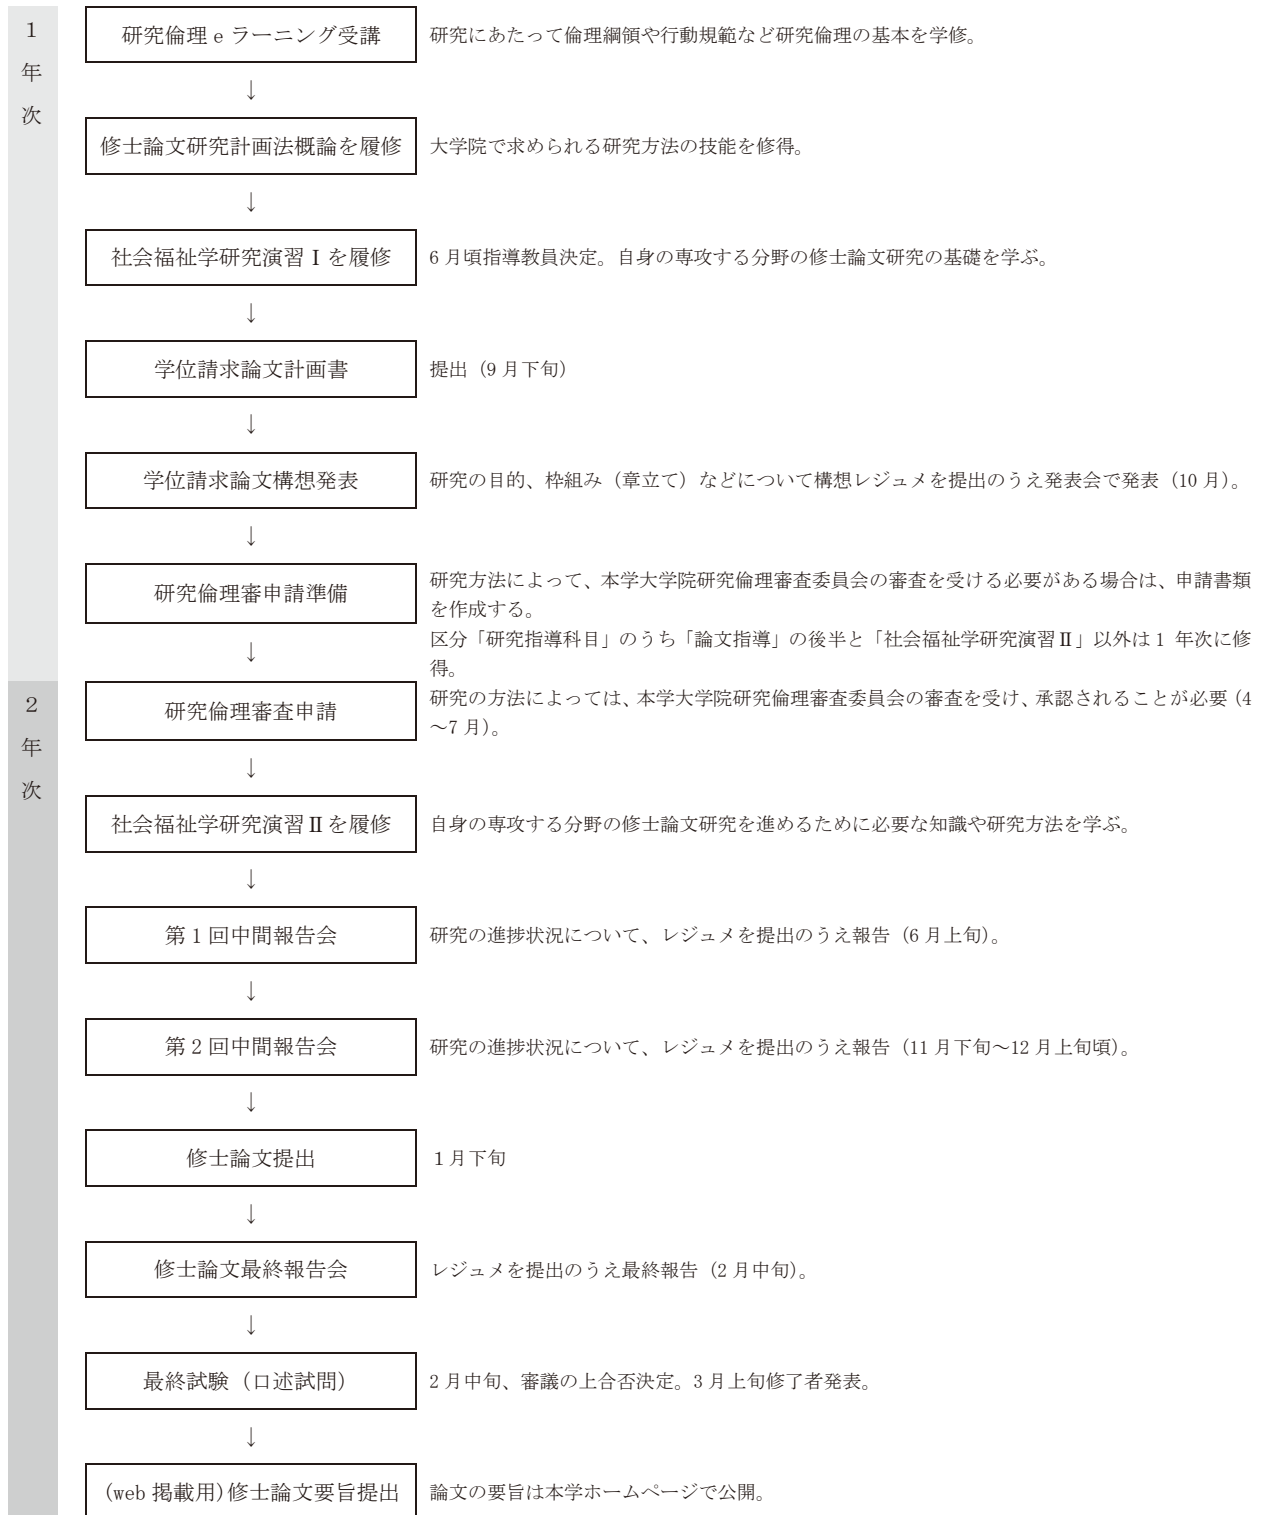 1
年
次
研究倫理 e ラーニング受講
研究にあたって倫理綱領や行動規範など研究倫理の基本を学修。
↓
修士論文研究計画法概論を履修
大学院で求められる研究方法の技能を修得。
↓
社会福祉学研究演習Ⅰを履修
6 月頃指導教員決定。自身の専攻する分野の修士論文研究の基礎を学ぶ。
↓
学位請求論文計画書
提出（9 月下旬）
↓
学位請求論文構想発表
研究の目的、枠組み（章立て）などについて構想レジュメを提出のうえ発表会で発表（10 月）。
↓
研究倫理審申請準備
研究方法によって、本学大学院研究倫理審査委員会の審査を受ける必要がある場合は、申請書類
を作成する。
区分「研究指導科目」のうち「論文指導」の後半と「社会福祉学研究演習Ⅱ」以外は 1 年次に修
得。
↓
2
年
次
研究倫理審査申請
研究の方法によっては、本学大学院研究倫理審査委員会の審査を受け、承認されることが必要（4
～7 月）。
↓
社会福祉学研究演習Ⅱを履修
自身の専攻する分野の修士論文研究を進めるために必要な知識や研究方法を学ぶ。
↓
第 1 回中間報告会
研究の進捗状況について、レジュメを提出のうえ報告（6 月上旬）。
↓
第 2 回中間報告会
研究の進捗状況について、レジュメを提出のうえ報告（11 月下旬～12 月上旬頃）。
↓
修士論文提出
1 月下旬
↓
修士論文最終報告会
レジュメを提出のうえ最終報告（2 月中旬）。
↓
最終試験（口述試問）
2 月中旬、審議の上合否決定。3 月上旬修了者発表。
↓
(web 掲載用)修士論文要旨提出
論文の要旨は本学ホームページで公開。